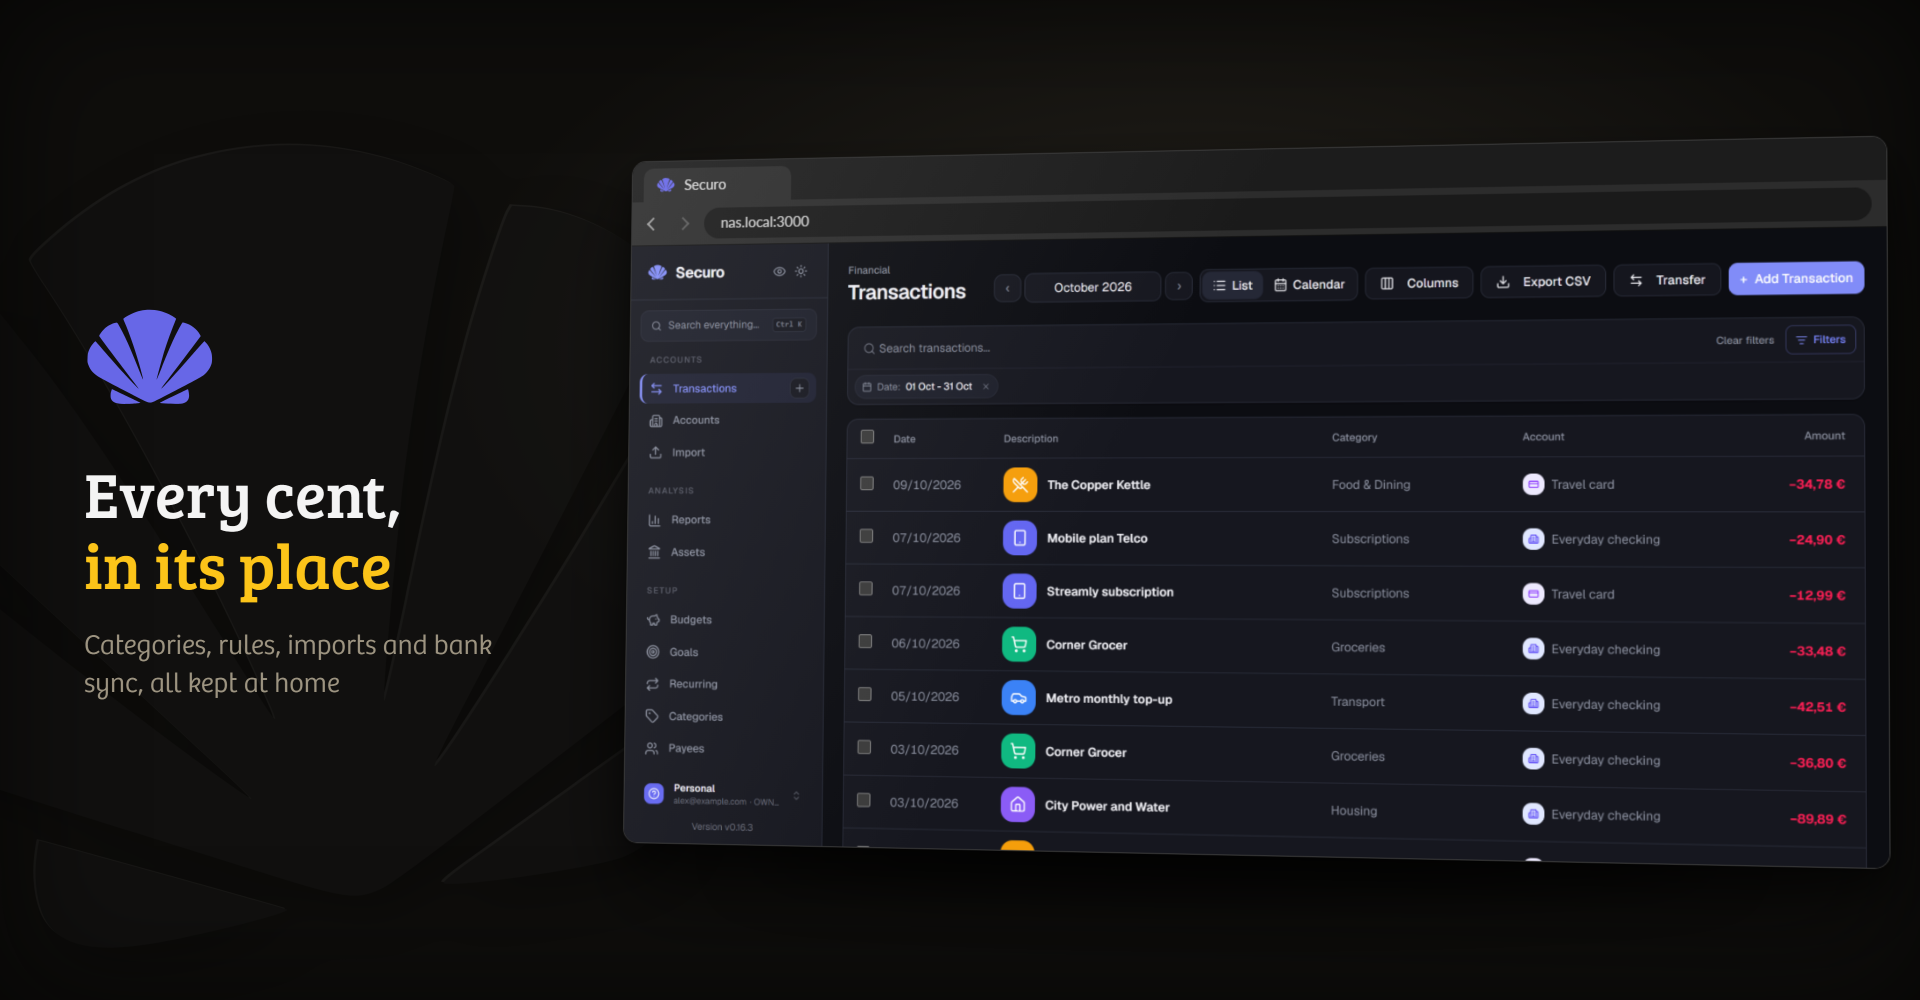 Every cent,
in its place
Categories, rules, imports and bank
sync, all kept at home
Securo
nas.local:3000
Securo
Search everything... Ctrl K
ACCOUNTS
Transactions +
Accounts
Import
ANALYSIS
Reports
Assets
SETUP
Budgets
Goals
Recurring
Categories
Payees
Personal
alex@example.com · OWN...
Version v0.16.3
Financial
Transactions
‹ October 2026 › List Calendar Columns Export CSV Transfer + Add Transaction
Search transactions... Clear filters Filters
Date: 01 Oct - 31 Oct ×
Date Description Category Account Amount
09/10/2026 The Copper Kettle Food & Dining Travel card −34,78 €
07/10/2026 Mobile plan Telco Subscriptions Everyday checking −24,90 €
07/10/2026 Streamly subscription Subscriptions Travel card −12,99 €
06/10/2026 Corner Grocer Groceries Everyday checking −33,48 €
05/10/2026 Metro monthly top-up Transport Everyday checking −42,51 €
03/10/2026 Corner Grocer Groceries Everyday checking −36,80 €
03/10/2026 City Power and Water Housing Everyday checking −89,89 €